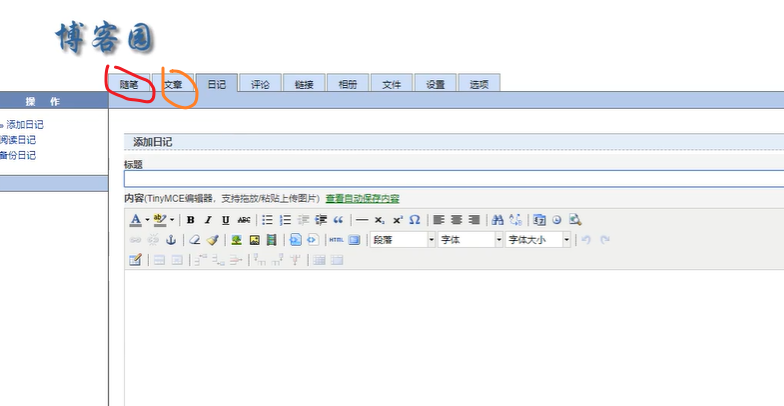 博客园
随笔 文章 日记 评论 链接 相册 文件 设置 选项
操 作
» 添加日记
阅读日记
备份日记
添加日记
标题
内容(TinyMCE编辑器，支持拖放/粘贴上传图片) 查看自动保存内容
A ab B I U ABC “ — x, x² Ω
HTML 段落 字体 字体大小